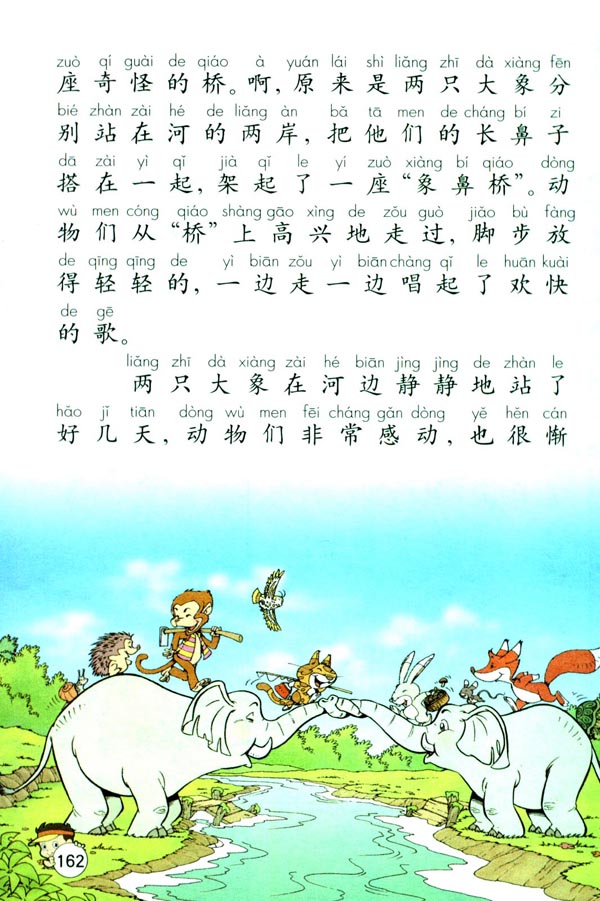 zuò qí guài de qiáo à yuán lái shì liǎng zhī dà xiàng fēn
座奇怪的桥。啊，原来是两只大象分
bié zhàn zài hé de liǎng àn bǎ tā men de cháng bí zi
别站在河的两岸，把他们的长鼻子
dā zài yì qǐ jià qǐ le yí zuò xiàng bí qiáo dòng
搭在一起，架起了一座“象鼻桥”。动
wù men cóng qiáo shàng gāo xìng de zǒu guò jiǎo bù fàng
物们从“桥”上高兴地走过，脚步放
de qīng qīng de yì biān zǒu yì biān chàng qǐ le huān kuài
得轻轻的，一边走一边唱起了欢快
de gē
的歌。
liǎng zhī dà xiàng zài hé biān jìng jìng de zhàn le
两只大象在河边静静地站了
hǎo jǐ tiān dòng wù men fēi cháng gǎn dòng yě hěn cán
好几天，动物们非常感动，也很惭
162